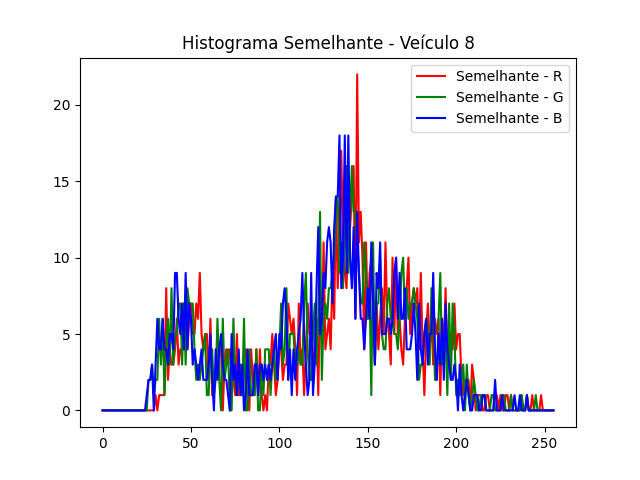 Histograma Semelhante - Veículo 8
Semelhante - R
Semelhante - G
Semelhante - B
20
15
10
5
0
0 50 100 150 200 250